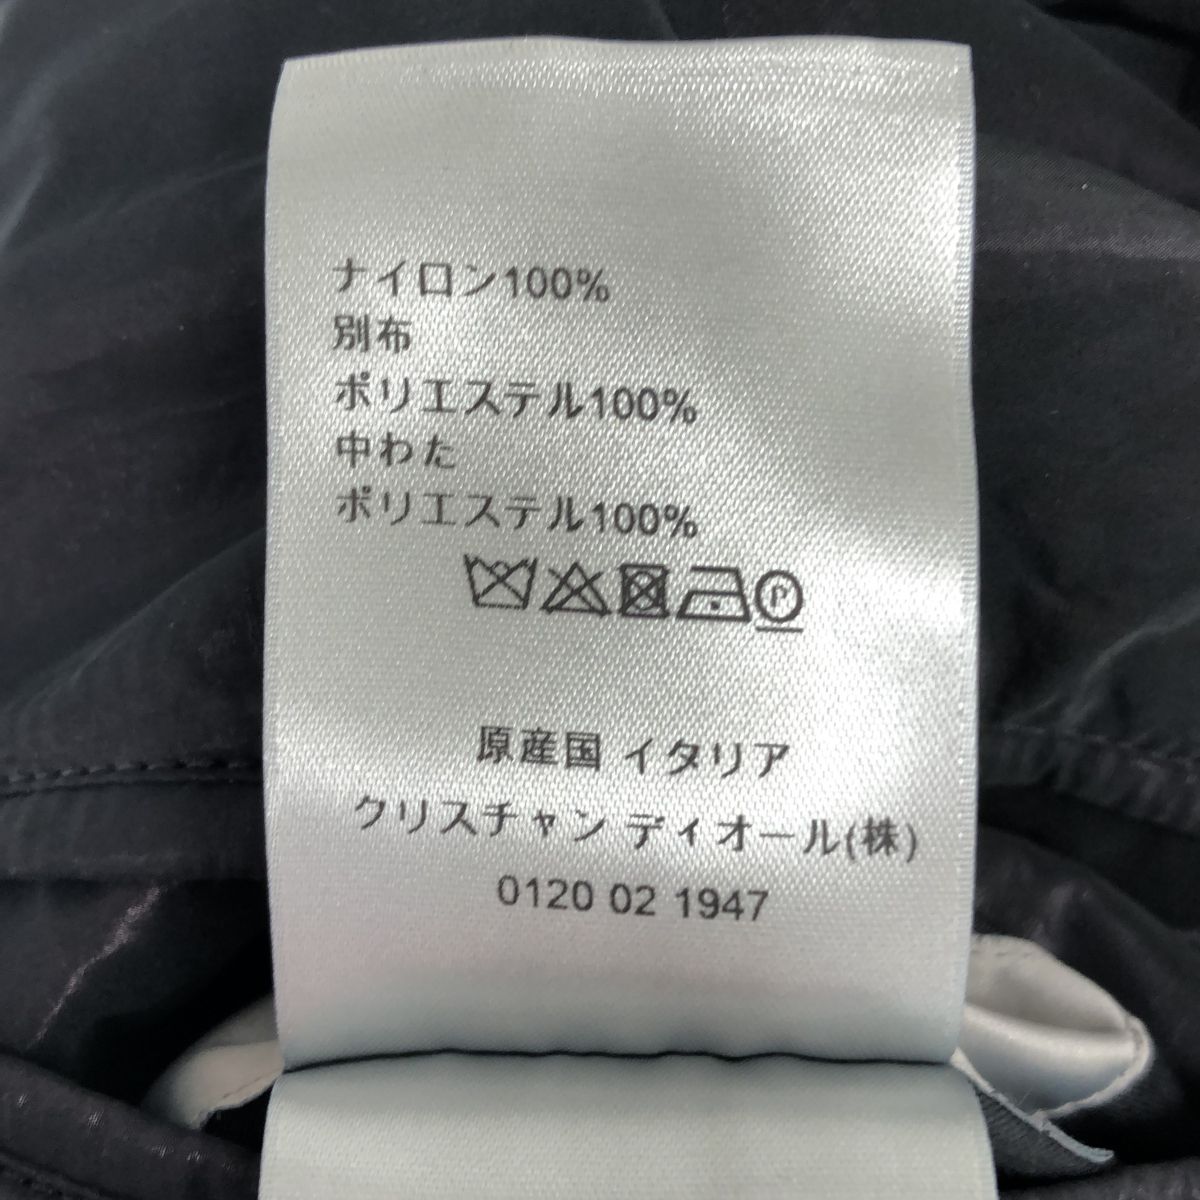 ナイロン100%
別布
ポリエステル100%
中わた
ポリエステル100%
P
原産国 イタリア
クリスチャン ディオール(株)
0120 02 1947